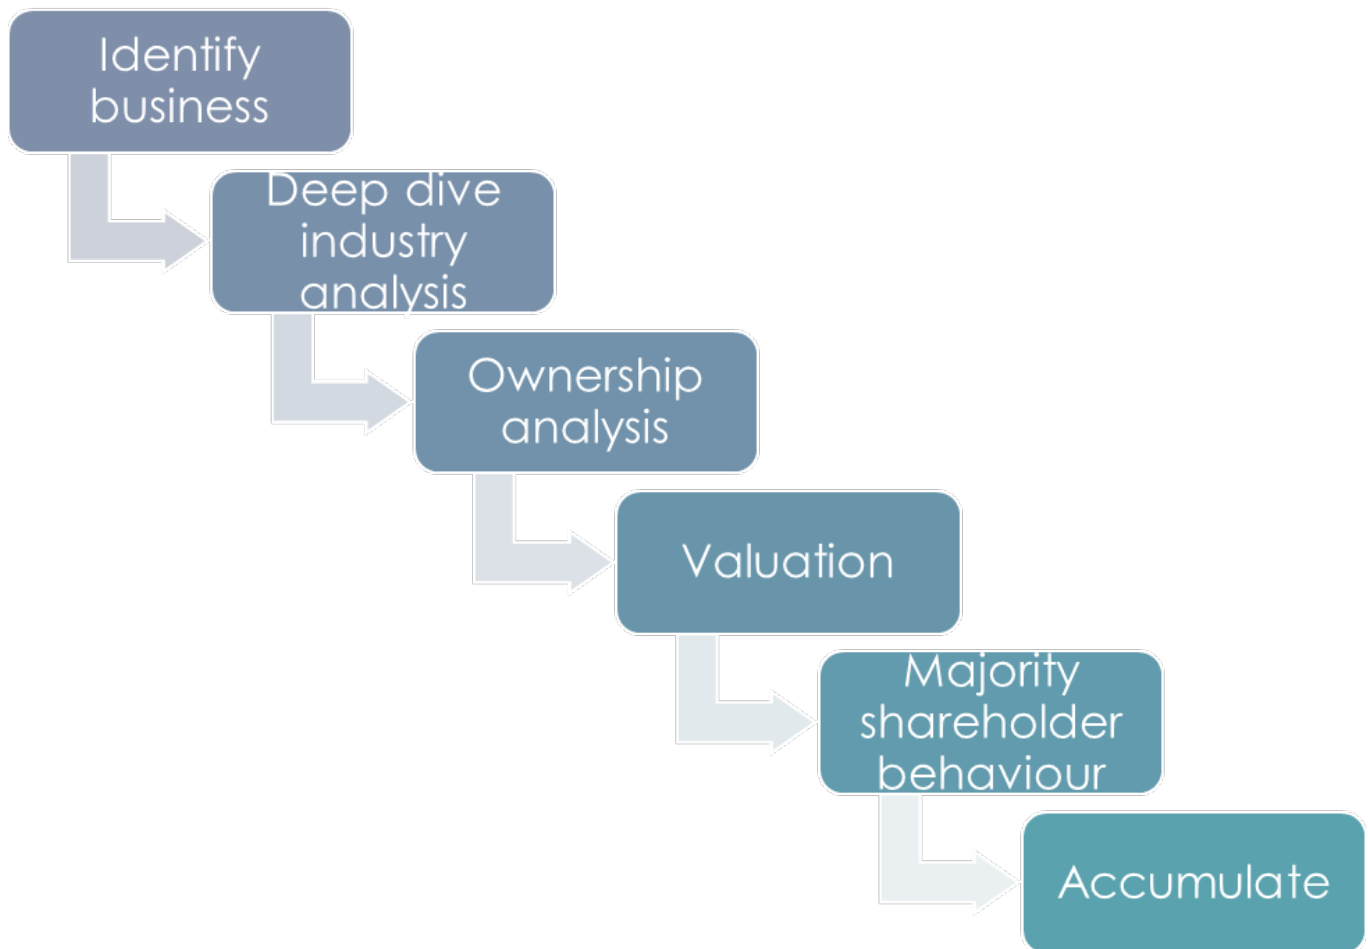 Identify
business
Deep dive
industry
analysis
Ownership
analysis
Valuation
Majority
shareholder
behaviour
Accumulate